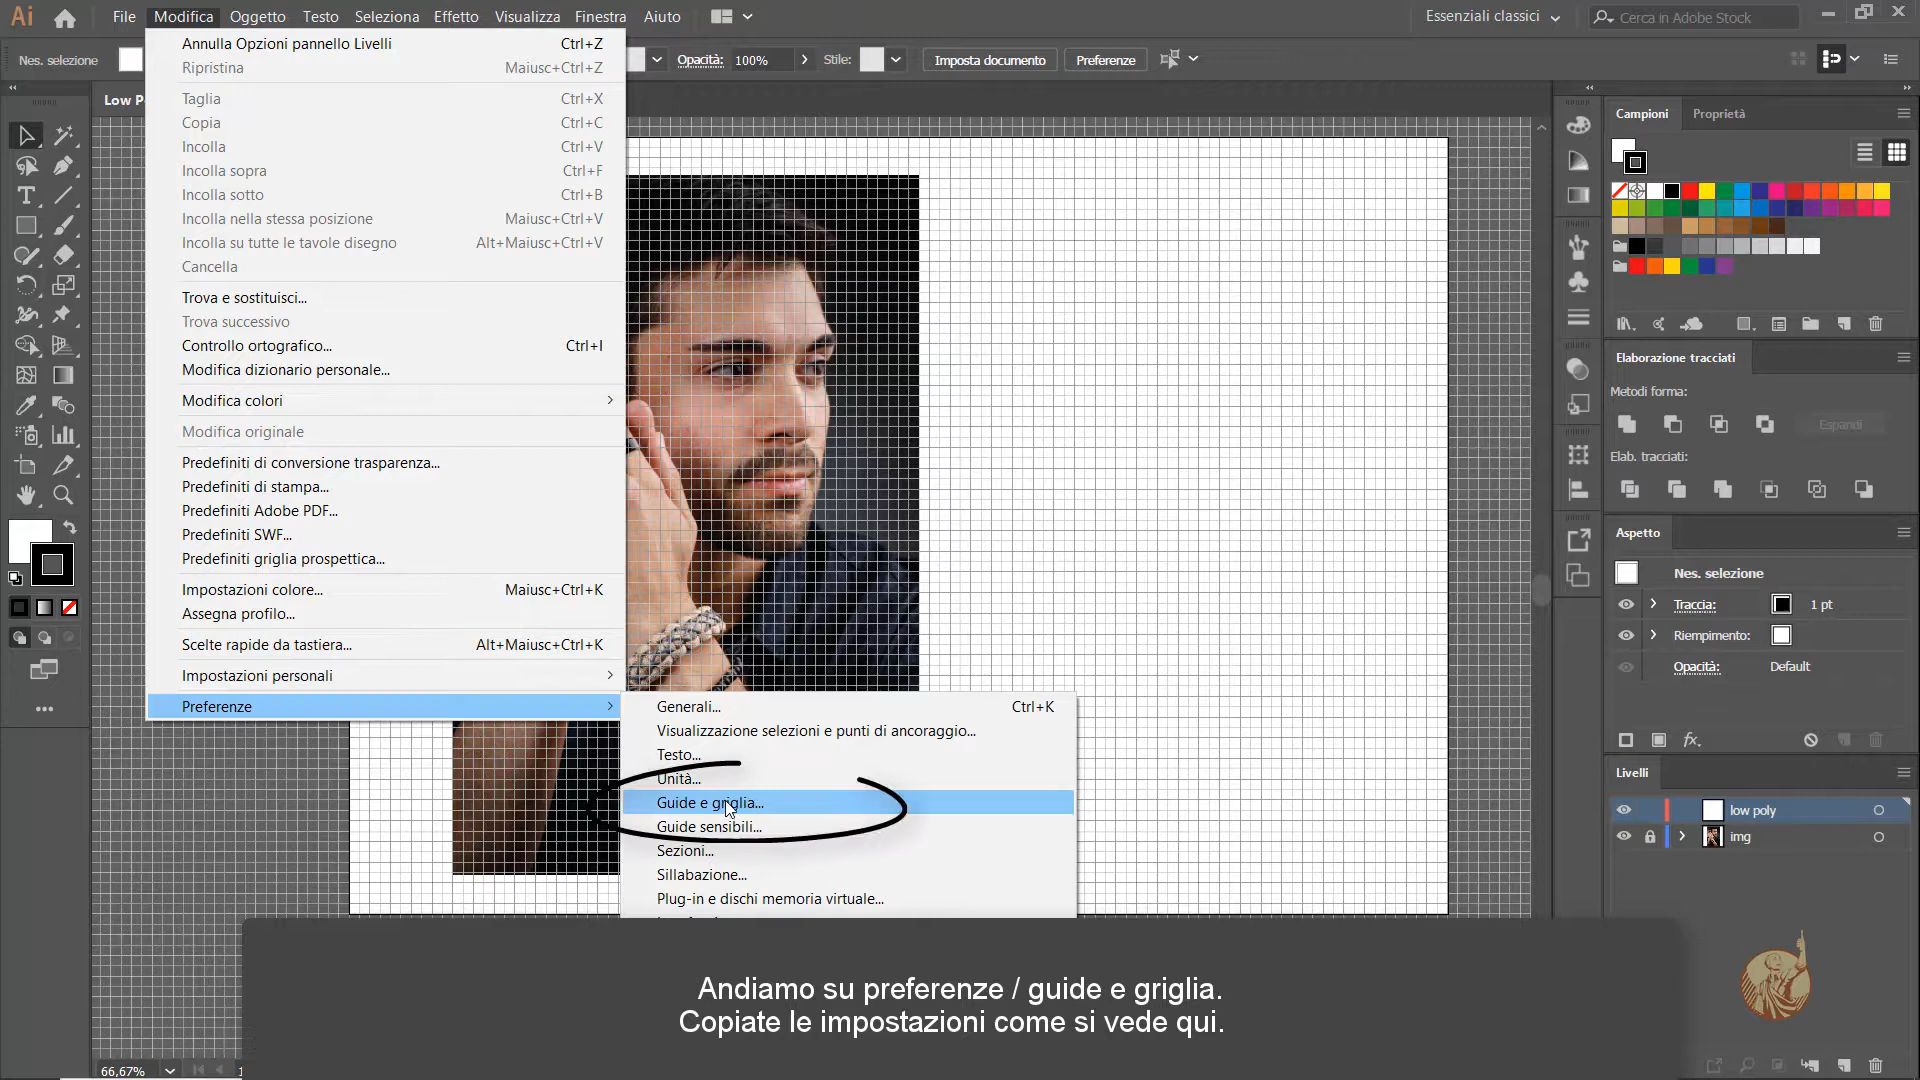 Ai
File Modifica Oggetto Testo Seleziona Effetto Visualizza Finestra Aiuto
Essenziali classici
Cerca in Adobe Stock
Nes. selezione
Opacità: 100%
Stile:
Imposta documento
Preferenze
Low P
Annulla Opzioni pannello Livelli Ctrl+Z
Ripristina Maiusc+Ctrl+Z
Taglia Ctrl+X
Copia Ctrl+C
Incolla Ctrl+V
Incolla sopra Ctrl+F
Incolla sotto Ctrl+B
Incolla nella stessa posizione Maiusc+Ctrl+V
Incolla su tutte le tavole disegno Alt+Maiusc+Ctrl+V
Cancella
Trova e sostituisci...
Trova successivo
Controllo ortografico... Ctrl+I
Modifica dizionario personale...
Modifica colori
Modifica originale
Predefiniti di conversione trasparenza...
Predefiniti di stampa...
Predefiniti Adobe PDF...
Predefiniti SWF...
Predefiniti griglia prospettica...
Impostazioni colore... Maiusc+Ctrl+K
Assegna profilo...
Scelte rapide da tastiera... Alt+Maiusc+Ctrl+K
Impostazioni personali
Preferenze
Generali... Ctrl+K
Visualizzazione selezioni e punti di ancoraggio...
Testo...
Unità...
Guide e griglia...
Guide sensibili...
Sezioni...
Sillabazione...
Plug-in e dischi memoria virtuale...
Campioni Proprietà
Elaborazione tracciati
Metodi forma:
Espandi
Elab. tracciati:
Aspetto
Nes. selezione
Traccia: 1 pt
Riempimento:
Opacità: Default
fx
Livelli
low poly
img
Andiamo su preferenze / guide e griglia.
Copiate le impostazioni come si vede qui.
66,67%
1